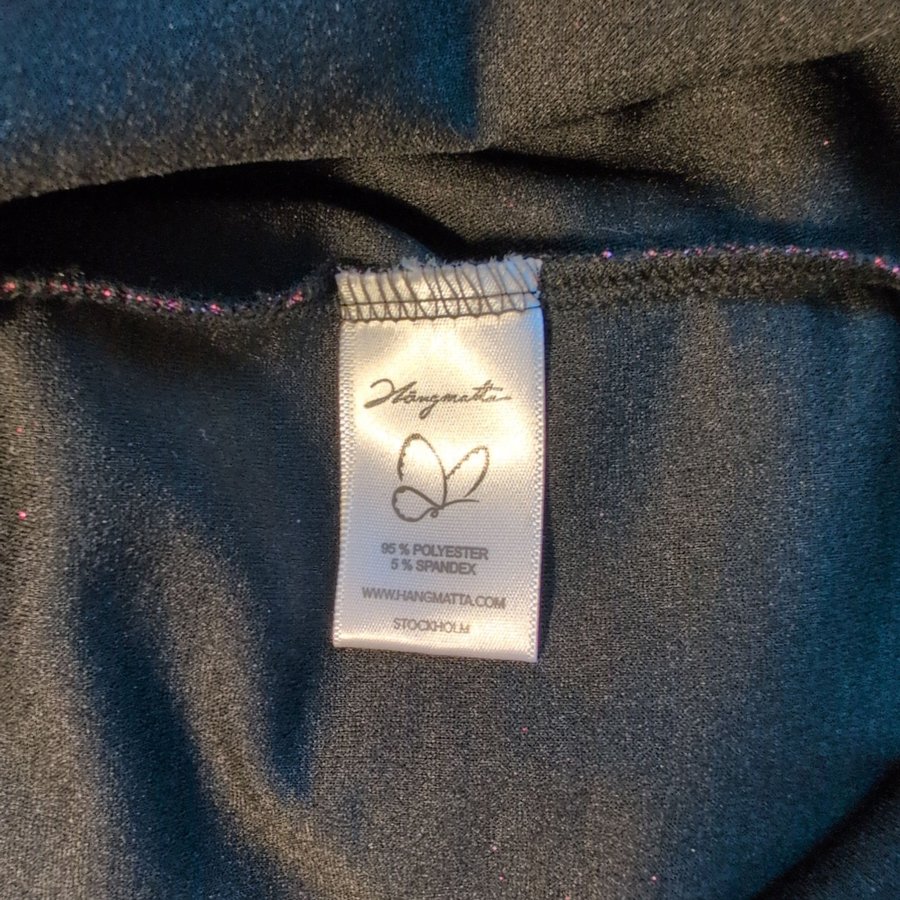 Hängmatta
95 % POLYESTER
5 % SPANDEX
WWW.HANGMATTA.COM
STOCKHOLM